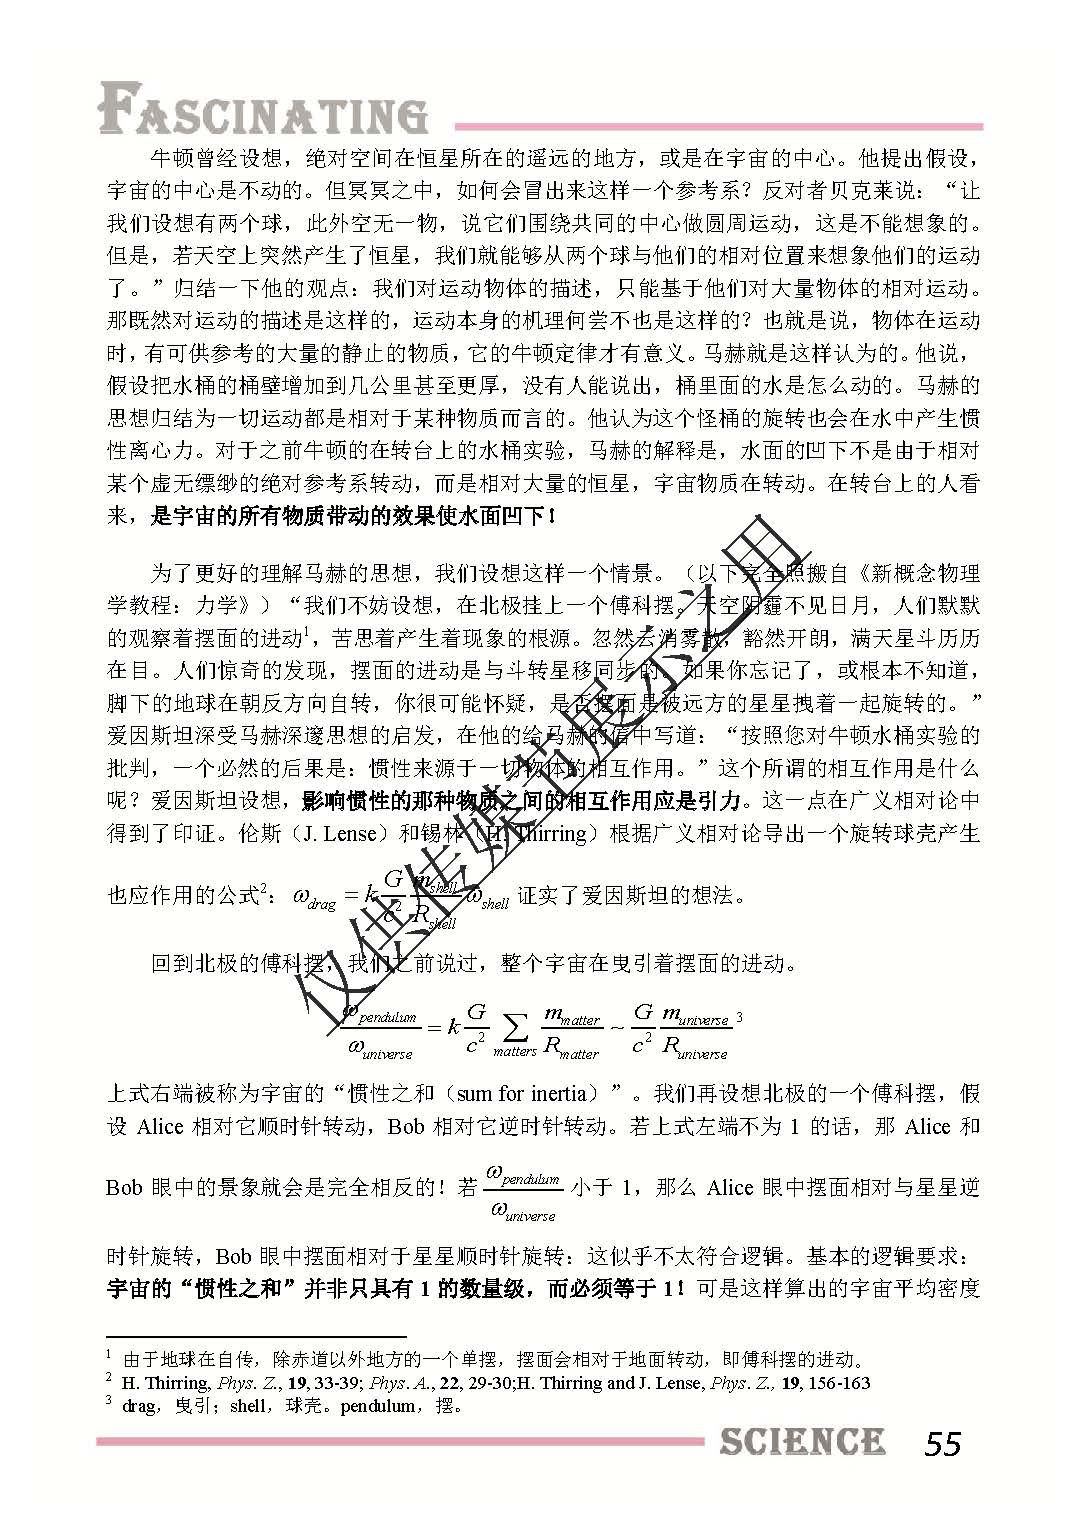 FASCINATING
牛顿曾经设想，绝对空间在恒星所在的遥远的地方，或是在宇宙的中心。他提出假设，
宇宙的中心是不动的。但冥冥之中，如何会冒出来这样一个参考系？反对者贝克莱说：“让
我们设想有两个球，此外空无一物，说它们围绕共同的中心做圆周运动，这是不能想象的。
但是，若天空上突然产生了恒星，我们就能够从两个球与他们的相对位置来想象他们的运动
了。”归结一下他的观点：我们对运动物体的描述，只能基于他们对大量物体的相对运动。
那既然对运动的描述是这样的，运动本身的机理何尝不也是这样的？也就是说，物体在运动
时，有可供参考的大量的静止的物质，它的牛顿定律才有意义。马赫就是这样认为的。他说，
假设把水桶的桶壁增加到几公里甚至更厚，没有人能说出，桶里面的水是怎么动的。马赫的
思想归结为一切运动都是相对于某种物质而言的。他认为这个怪桶的旋转也会在水中产生惯
性离心力。对于之前牛顿的在转台上的水桶实验，马赫的解释是，水面的凹下不是由于相对
某个虚无缥缈的绝对参考系转动，而是相对大量的恒星，宇宙物质在转动。在转台上的人看
来，是宇宙的所有物质带动的效果使水面凹下！
为了更好的理解马赫的思想，我们设想这样一个情景。（以下完全照搬自《新概念物理
学教程：力学》）“我们不妨设想，在北极挂上一个傅科摆。天空阴霾不见日月，人们默默
的观察着摆面的进动1，苦思着产生着现象的根源。忽然云消雾散，豁然开朗，满天星斗历历
在目。人们惊奇的发现，摆面的进动是与斗转星移同步的。如果你忘记了，或根本不知道，
脚下的地球在朝反方向自转，你很可能怀疑，是否摆面是被远方的星星拽着一起旋转的。”
爱因斯坦深受马赫深邃思想的启发，在他的给马赫的信中写道：“按照您对牛顿水桶实验的
批判，一个必然的后果是：惯性来源于一切物体的相互作用。”这个所谓的相互作用是什么
呢？爱因斯坦设想，影响惯性的那种物质之间的相互作用应是引力。这一点在广义相对论中
得到了印证。伦斯（J. Lense）和锡林（H. Thirring）根据广义相对论导出一个旋转球壳产生
也应作用的公式2：ω_drag = k G/c² m_shell/R_shell ω_shell 证实了爱因斯坦的想法。
回到北极的傅科摆，我们之前说过，整个宇宙在曳引着摆面的进动。
ω_pendulum/ω_universe = k G/c² ∑_matters m_matter/R_matter ~ G/c² m_universe/R_universe 3
上式右端被称为宇宙的“惯性之和（sum for inertia）”。我们再设想北极的一个傅科摆，假
设 Alice 相对它顺时针转动，Bob 相对它逆时针转动。若上式左端不为 1 的话，那 Alice 和
Bob 眼中的景象就会是完全相反的！若 ω_pendulum/ω_universe 小于 1，那么 Alice 眼中摆面相对与星星逆
时针旋转，Bob 眼中摆面相对于星星顺时针旋转：这似乎不太符合逻辑。基本的逻辑要求：
宇宙的“惯性之和”并非只具有 1 的数量级，而必须等于 1！可是这样算出的宇宙平均密度
1 由于地球在自传，除赤道以外地方的一个单摆，摆面会相对于地面转动，即傅科摆的进动。
2 H. Thirring, Phys. Z., 19, 33-39; Phys. A., 22, 29-30;H. Thirring and J. Lense, Phys. Z., 19, 156-163
3 drag，曳引；shell，球壳。pendulum，摆。
SCIENCE 55
仅供传媒节展示之用